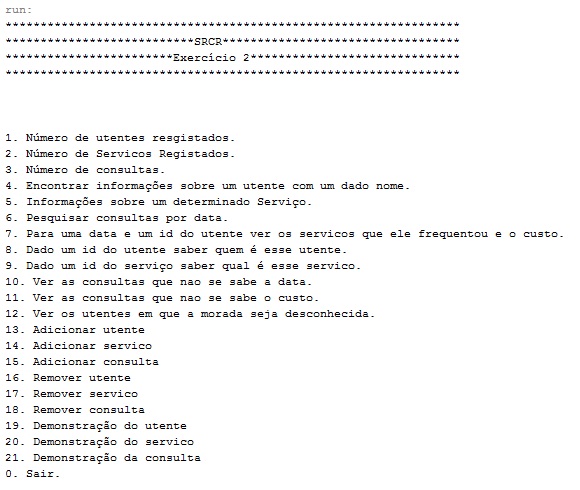 run:
*****************************************************************
***************************SRCR**********************************
************************Exercício 2******************************
*****************************************************************
1. Número de utentes resgistados.
2. Número de Servicos Registados.
3. Número de consultas.
4. Encontrar informações sobre um utente com um dado nome.
5. Informações sobre um determinado Serviço.
6. Pesquisar consultas por data.
7. Para uma data e um id do utente ver os servicos que ele frequentou e o custo.
8. Dado um id do utente saber quem é esse utente.
9. Dado um id do serviço saber qual é esse servico.
10. Ver as consultas que nao se sabe a data.
11. Ver as consultas que nao se sabe o custo.
12. Ver os utentes em que a morada seja desconhecida.
13. Adicionar utente
14. Adicionar servico
15. Adicionar consulta
16. Remover utente
17. Remover servico
18. Remover consulta
19. Demonstração do utente
20. Demonstração do servico
21. Demonstração da consulta
0. Sair.